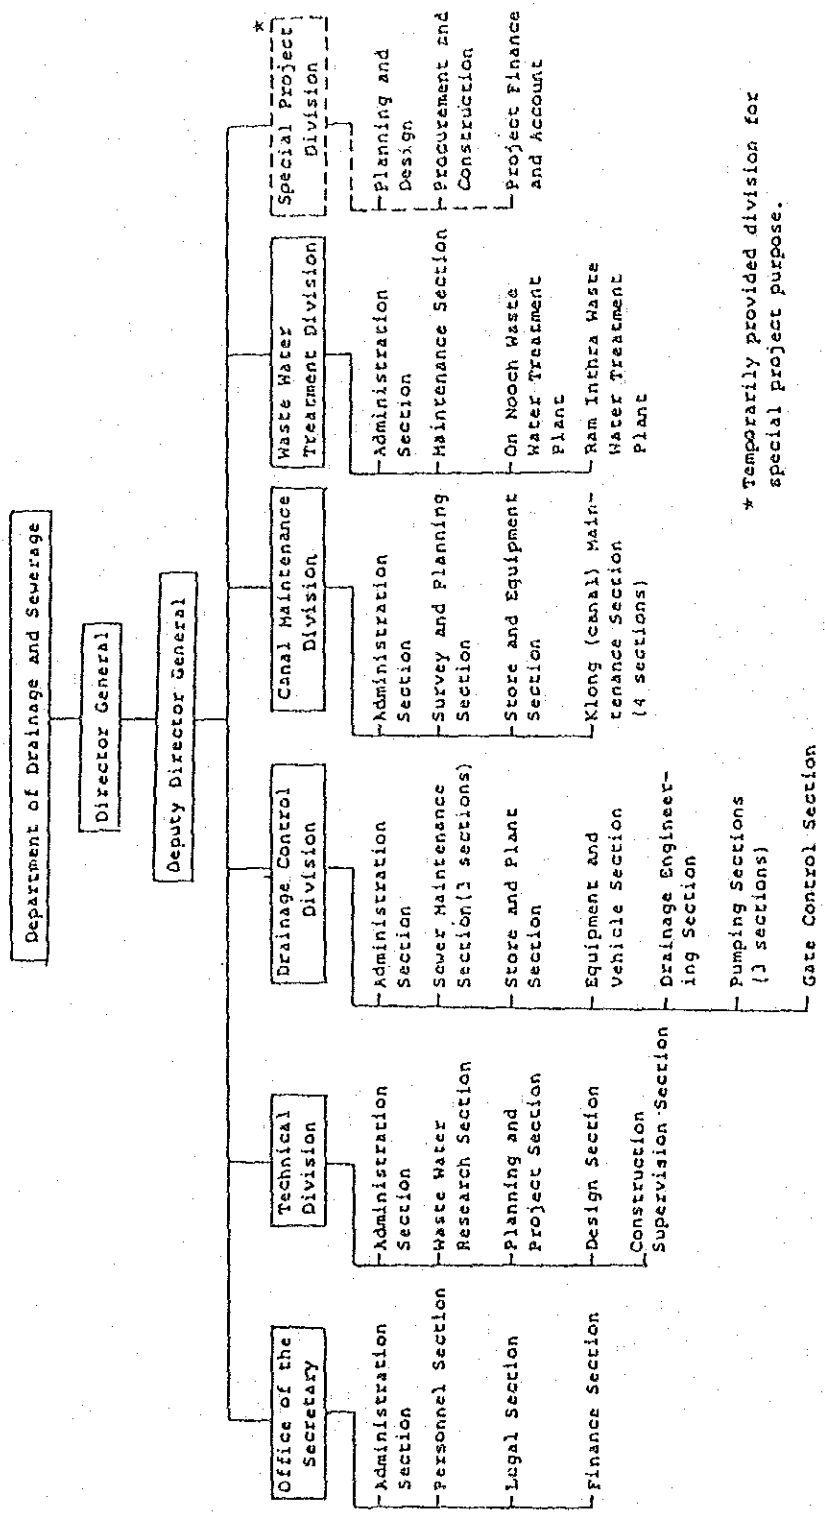 Department of Drainage and Sewerage
Director General
Deputy Director General
Office of the
Secretary
Administration
Section
Personnel Section
Legal Section
Finance Section
Technical
Division
Administration
Section
Waste Water
Research Section
Planning and
Project Section
Design Section
Construction
Supervision Section
Drainage Control
Division
Administration
Section
Sewer Maintenance
Section(3 sections)
Store and Plant
Section
Equipment and
Vehicle Section
Drainage Engineer-
ing Section
Pumping Sections
(3 sections)
Gate Control Section
Canal Maintenance
Division
Administration
Section
Survey and Planning
Section
Store and Equipment
Section
Klong (canal) Main-
tenance Section
(4 sections)
Waste Water
Treatment Division
Administration
Section
Maintenance Section
On Nooch Waste
Water Treatment
Plant
Ram Inthra Waste
Water Treatment
Plant
*
Special Project
Division
Planning and
Design
Procurement and
Construction
Project Finance
and Account
* Temporarily provided division for
special project purpose.